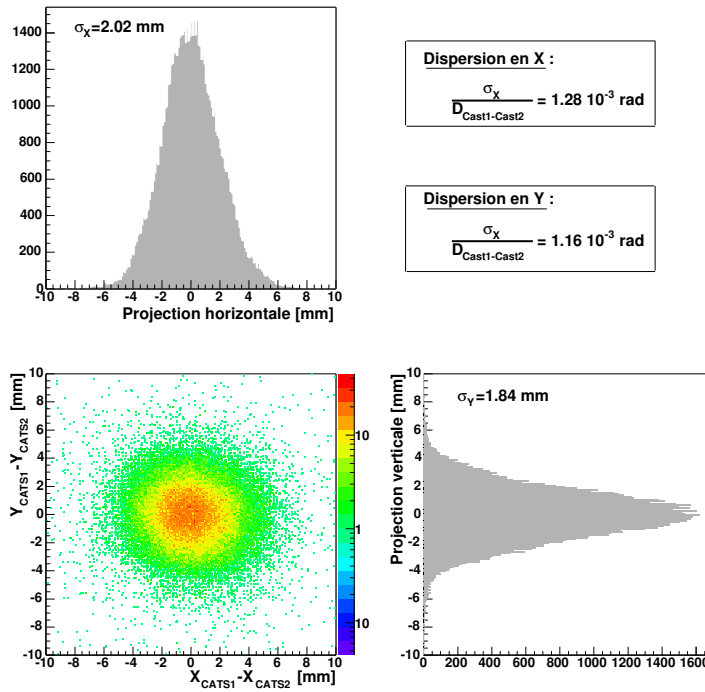 σX=2.02 mm
1400
1200
1000
800
600
400
200
0
-10 -8 -6 -4 -2 0 2 4 6 8 10
Projection horizontale [mm]
Dispersion en X :
σX
DCast1-Cast2
= 1.28 10-3 rad
Dispersion en Y :
σX
DCast1-Cast2
= 1.16 10-3 rad
YCATS1-YCATS2 [mm]
10
8
6
4
2
0
-2
-4
-6
-8
-10
-10 -8 -6 -4 -2 0 2 4 6 8 10
XCATS1-XCATS2 [mm]
10
1
10
Projection verticale [mm]
σY=1.84 mm
10
8
6
4
2
0
-2
-4
-6
-8
-10
0 200 400 600 800 1000 1200 1400 1600